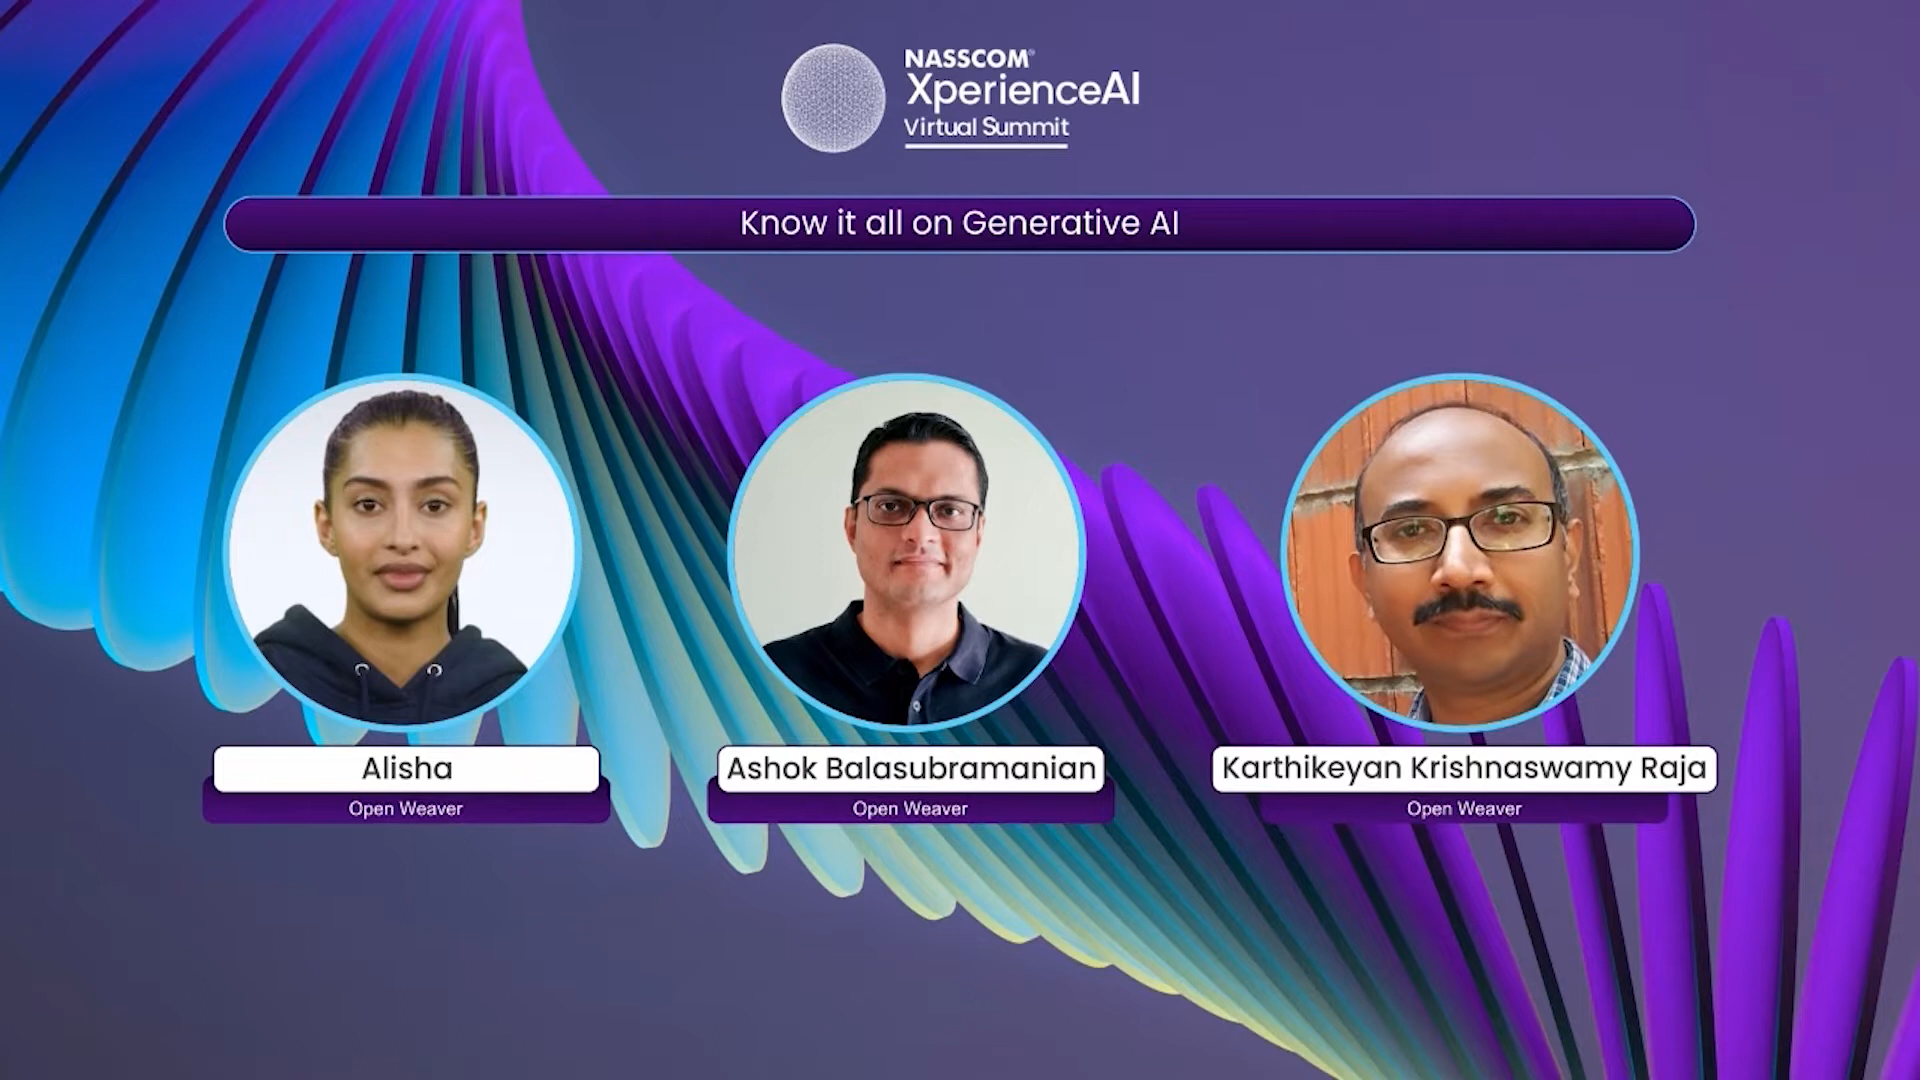 NASSCOM®
XperienceAI
Virtual Summit
Know it all on Generative AI
Alisha
Open Weaver
Ashok Balasubramanian
Open Weaver
Karthikeyan Krishnaswamy Raja
Open Weaver